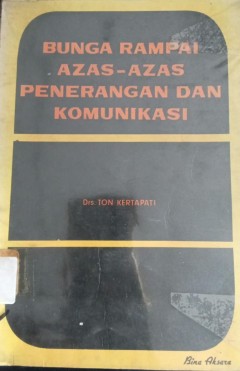 BUNGA RAMPAI
AZAS-AZAS
PENERANGAN DAN
KOMUNIKASI
Drs. TON KERTAPATI
Bina Aksara